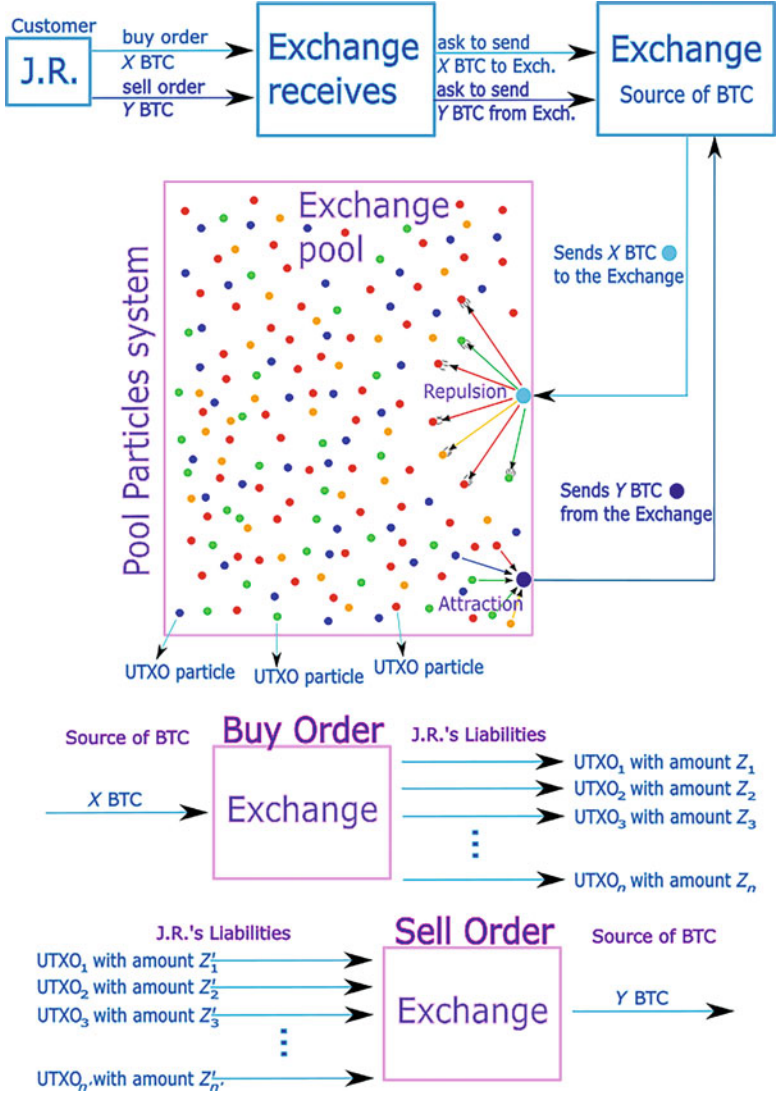 Customer
J.R.
buy order
X BTC
sell order
Y BTC
Exchange
receives
ask to send
X BTC to Exch.
ask to send
Y BTC from Exch.
Exchange
Source of BTC
Pool Particles system
Exchange
pool
Sends X BTC
to the Exchange
Repulsion
Sends Y BTC
from the Exchange
Attraction
UTXO particle
UTXO particle
UTXO particle
Source of BTC
Buy Order
J.R.'s Liabilities
X BTC
Exchange
UTXO₁ with amount Z₁
UTXO₂ with amount Z₂
UTXO₃ with amount Z₃
UTXOₙ with amount Zₙ
J.R.'s Liabilities
Sell Order
Source of BTC
UTXO₁ with amount Z'₁
UTXO₂ with amount Z'₂
UTXO₃ with amount Z'₃
UTXOₙ' with amount Z'ₙ'
Exchange
Y BTC